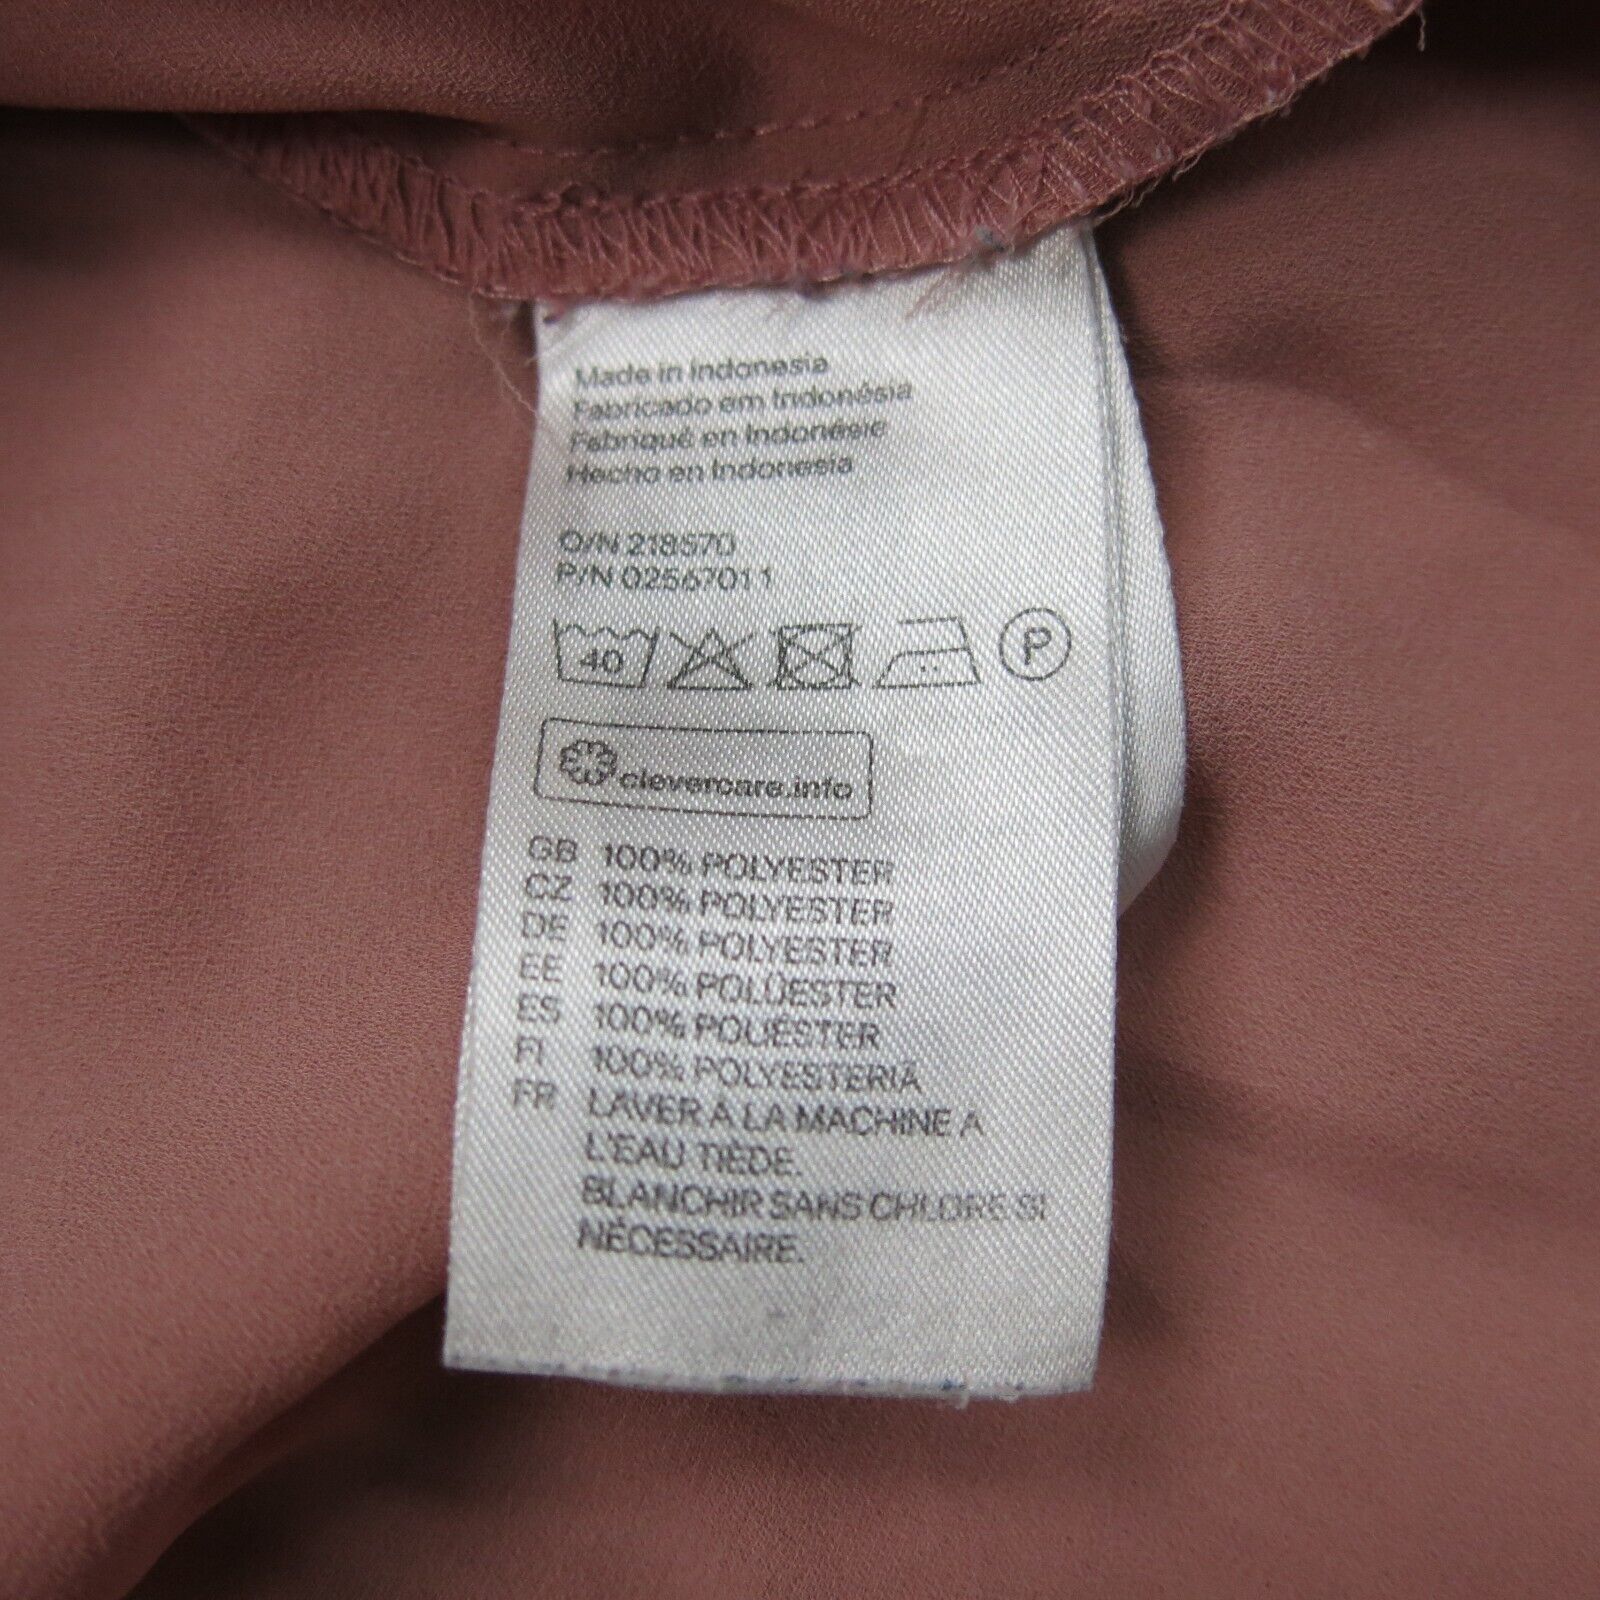 Made in Indonesia
Fabricado em Indonésia
Fabriqué en Indonésie
Hecho en Indonesia
O/N 218570
P/N 02567011
40 P
clevercare.info
GB 100% POLYESTER
CZ 100% POLYESTER
DE 100% POLYESTER
EE 100% POLÜESTER
ES 100% POLIÉSTER
FI 100% POLYESTERIÄ
FR LAVER A LA MACHINE A
L'EAU TIÈDE.
BLANCHIR SANS CHLORE SI
NÉCESSAIRE.